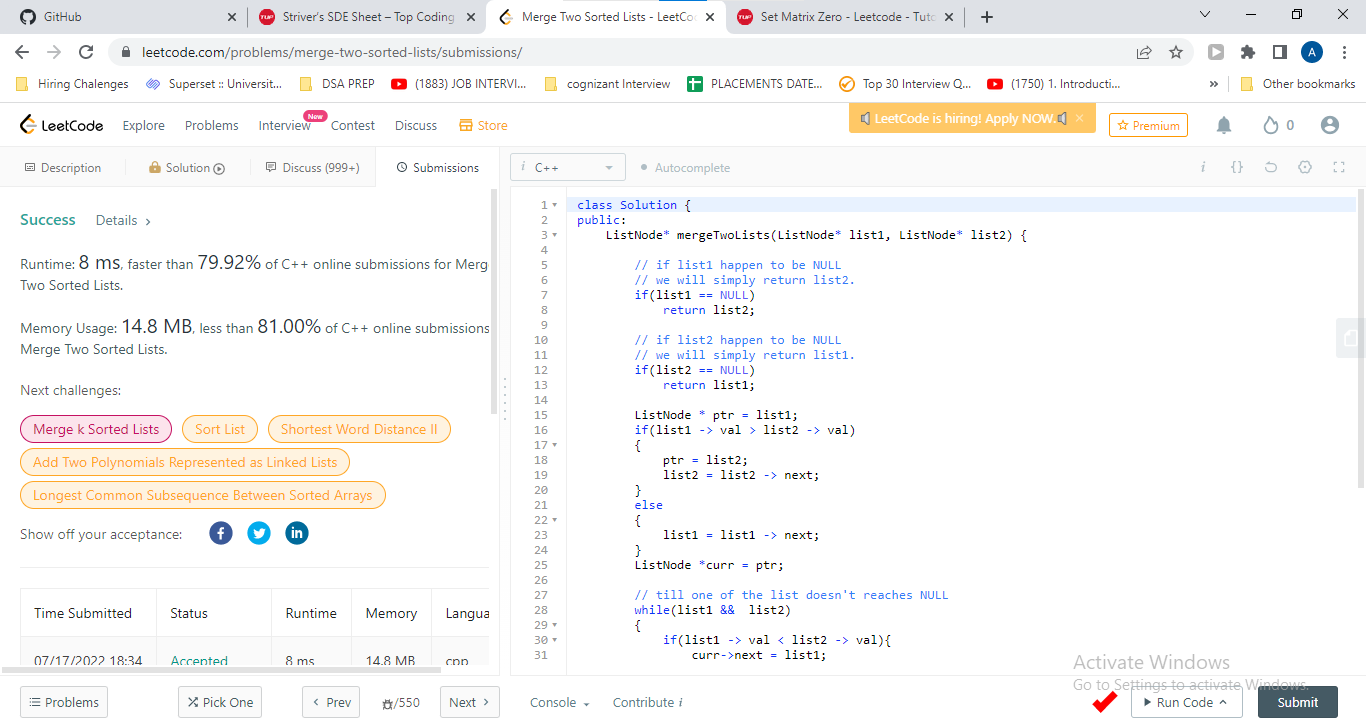 GitHub
Striver's SDE Sheet – Top Coding
Merge Two Sorted Lists - LeetCo
Set Matrix Zero - Leetcode - Tuto
leetcode.com/problems/merge-two-sorted-lists/submissions/
A
Hiring Chalenges
Superset :: Universit...
DSA PREP
(1883) JOB INTERVI...
cognizant Interview
PLACEMENTS DATE...
Top 30 Interview Q...
(1750) 1. Introducti...
»
Other bookmarks
LeetCode
Explore
Problems
Interview
New
Contest
Discuss
Store
LeetCode is hiring! Apply NOW.
Premium
0
Description
Solution
Discuss (999+)
Submissions
i C++
Autocomplete
i
{}
Success
Details >
Runtime: 8 ms, faster than 79.92% of C++ online submissions for Merg
Two Sorted Lists.
Memory Usage: 14.8 MB, less than 81.00% of C++ online submissions
Merge Two Sorted Lists.
Next challenges:
Merge k Sorted Lists
Sort List
Shortest Word Distance II
Add Two Polynomials Represented as Linked Lists
Longest Common Subsequence Between Sorted Arrays
Show off your acceptance:
f
in
Time Submitted Status Runtime Memory Langua
07/17/2022 18:34 Accepted 8 ms 14.8 MB cpp
1 class Solution {
2 public:
3 ListNode* mergeTwoLists(ListNode* list1, ListNode* list2) {
4
5 // if list1 happen to be NULL
6 // we will simply return list2.
7 if(list1 == NULL)
8 return list2;
9
10 // if list2 happen to be NULL
11 // we will simply return list1.
12 if(list2 == NULL)
13 return list1;
14
15 ListNode * ptr = list1;
16 if(list1 -> val > list2 -> val)
17 {
18 ptr = list2;
19 list2 = list2 -> next;
20 }
21 else
22 {
23 list1 = list1 -> next;
24 }
25 ListNode *curr = ptr;
26
27 // till one of the list doesn't reaches NULL
28 while(list1 && list2)
29 {
30 if(list1 -> val < list2 -> val){
31 curr->next = list1;
Activate Windows
Go to Settings to activate Windows.
Problems
Pick One
< Prev
/550
Next >
Console
Contribute i
Run Code
Submit